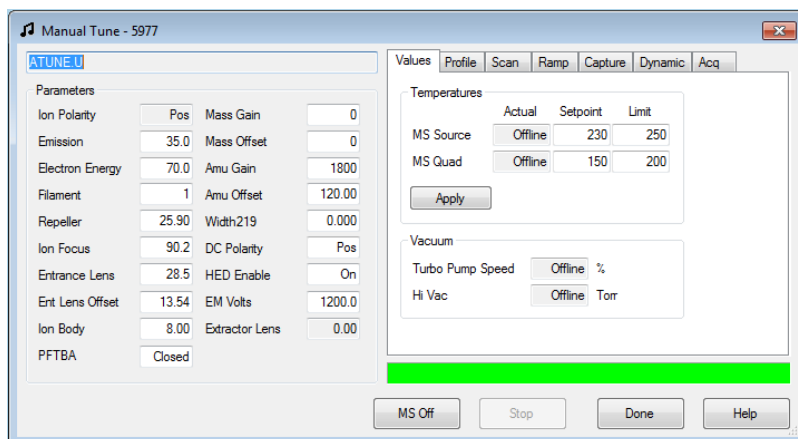 Manual Tune - 5977
ATUNE.U
Parameters
Ion Polarity Pos Mass Gain 0
Emission 35.0 Mass Offset 0
Electron Energy 70.0 Amu Gain 1800
Filament 1 Amu Offset 120.00
Repeller 25.90 Width219 0.000
Ion Focus 90.2 DC Polarity Pos
Entrance Lens 28.5 HED Enable On
Ent Lens Offset 13.54 EM Volts 1200.0
Ion Body 8.00 Extractor Lens 0.00
PFTBA Closed
Values Profile Scan Ramp Capture Dynamic Acq
Temperatures
Actual Setpoint Limit
MS Source Offline 230 250
MS Quad Offline 150 200
Apply
Vacuum
Turbo Pump Speed Offline %
Hi Vac Offline Torr
MS Off Stop Done Help